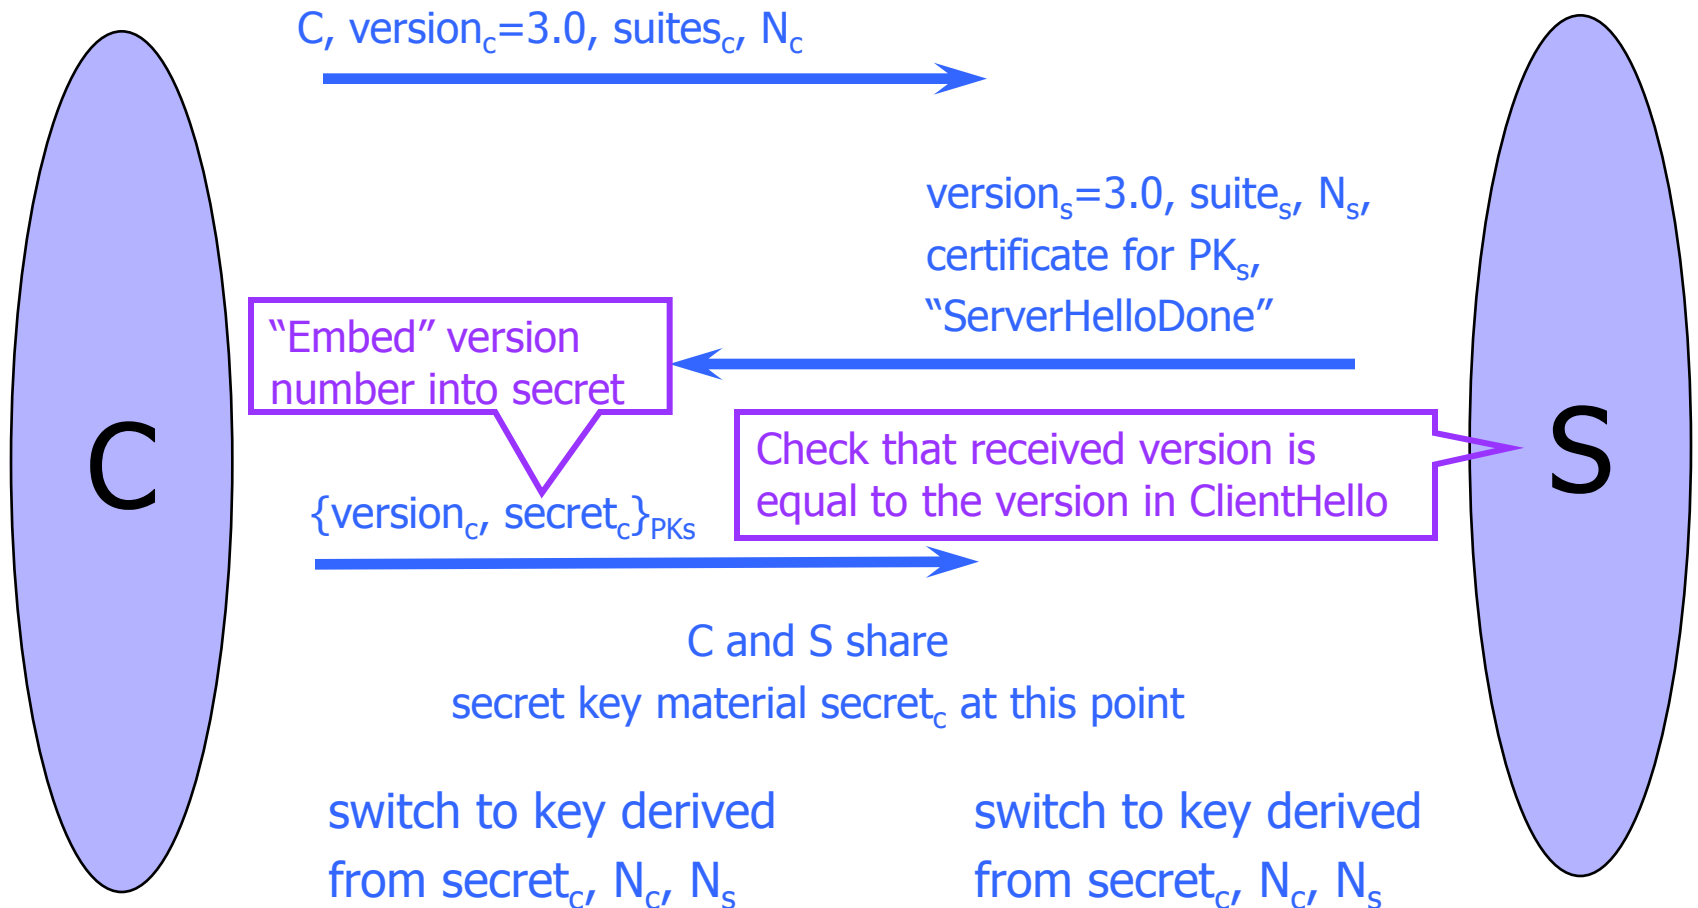 C, version_c=3.0, suites_c, N_c
version_s=3.0, suite_s, N_s,
certificate for PK_s,
“ServerHelloDone”
“Embed” version
number into secret
C
S
Check that received version is
equal to the version in ClientHello
{version_c, secret_c}_PKs
C and S share
secret key material secret_c at this point
switch to key derived
from secret_c, N_c, N_s
switch to key derived
from secret_c, N_c, N_s